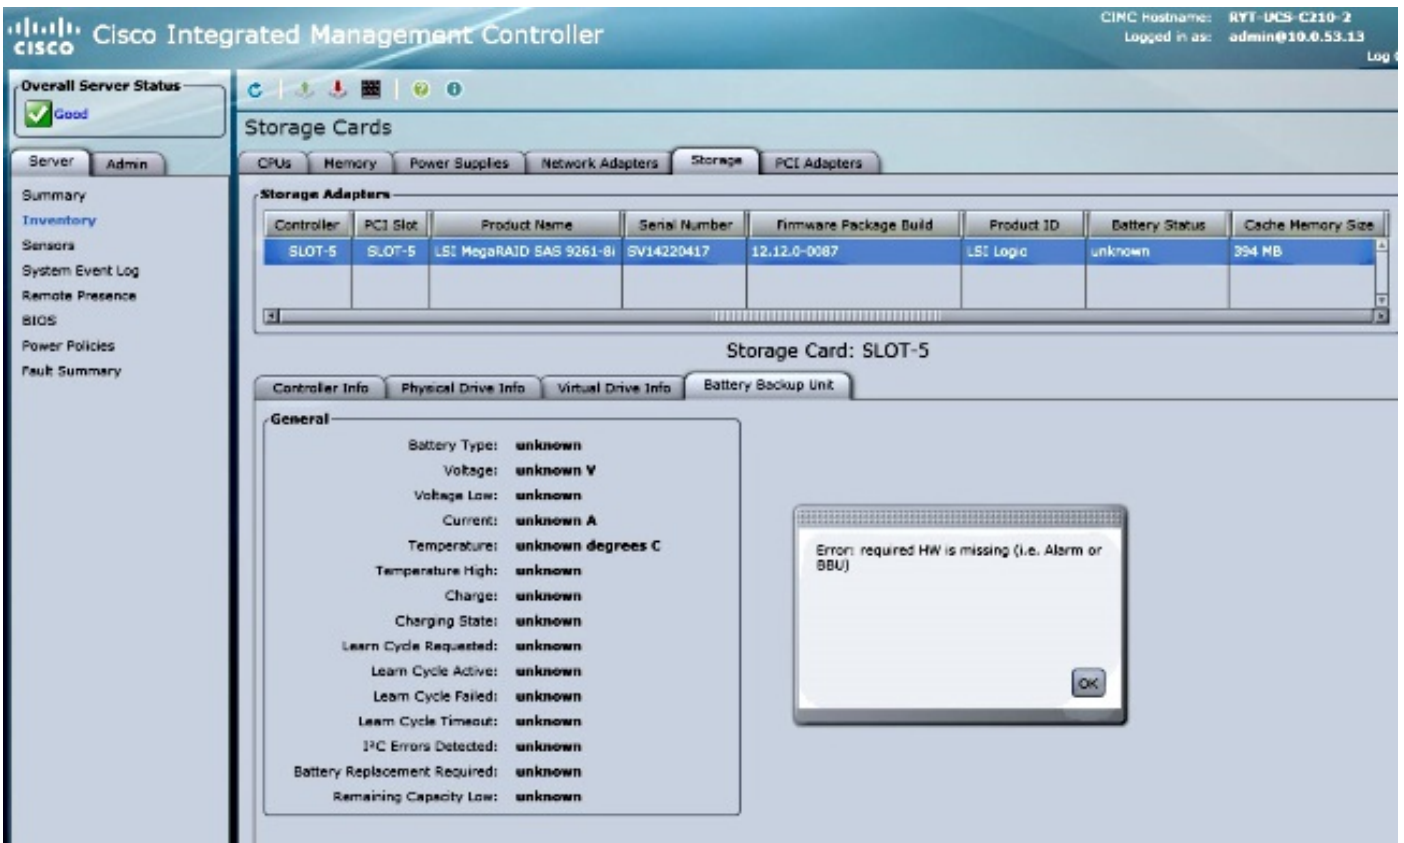 CISCO
Cisco Integrated Management Controller
CIMC Hostname: RYT-UCS-C210-2
Logged in as: admin@10.0.53.13
Log
Overall Server Status
Good
Server Admin
Summary
Inventory
Sensors
System Event Log
Remote Presence
BIOS
Power Policies
Fault Summary
Storage Cards
CPUs Memory Power Supplies Network Adapters Storage PCI Adapters
Storage Adapters
Controller PCI Slot Product Name Serial Number Firmware Package Build Product ID Battery Status Cache Memory Size
SLOT-5 SLOT-5 LSI MegaRAID SAS 9261-8i SV14220417 12.12.0-0087 LSI Logic unknown 394 MB
Storage Card: SLOT-5
Controller Info Physical Drive Info Virtual Drive Info Battery Backup Unit
General
Battery Type: unknown
Voltage: unknown V
Voltage Low: unknown
Current: unknown A
Temperature: unknown degrees C
Temperature High: unknown
Charge: unknown
Charging State: unknown
Learn Cycle Requested: unknown
Learn Cycle Active: unknown
Learn Cycle Failed: unknown
Learn Cycle Timeout: unknown
I²C Errors Detected: unknown
Battery Replacement Required: unknown
Remaining Capacity Low: unknown
Error: required HW is missing (i.e. Alarm or
BBU)
OK